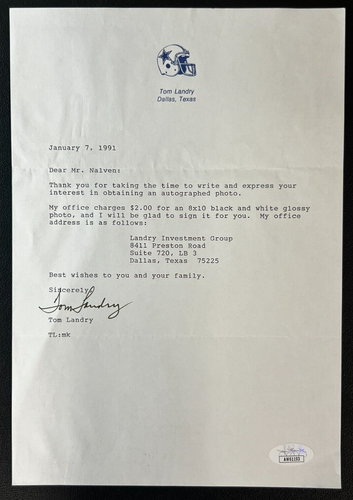 Tom Landry
Dallas, Texas
January 7, 1991
Dear Mr. Nalven:
Thank you for taking the time to write and express your
interest in obtaining an autographed photo.
My office charges $2.00 for an 8x10 black and white glossy
photo, and I will be glad to sign it for you. My office
address is as follows:
Landry Investment Group
8411 Preston Road
Suite 720, LB 3
Dallas, Texas 75225
Best wishes to you and your family.
Sincerely
Tom Landry
Tom Landry
TL:mk
JSA